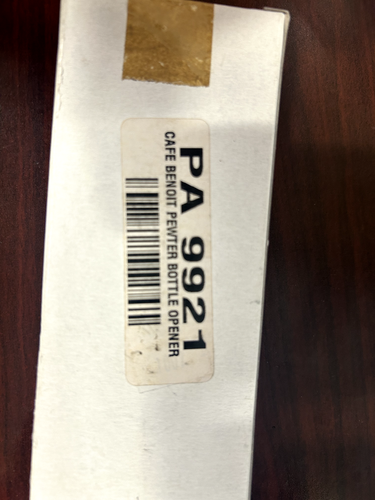 PA 9921
CAFE BENOIT PEWTER BOTTLE OPENER